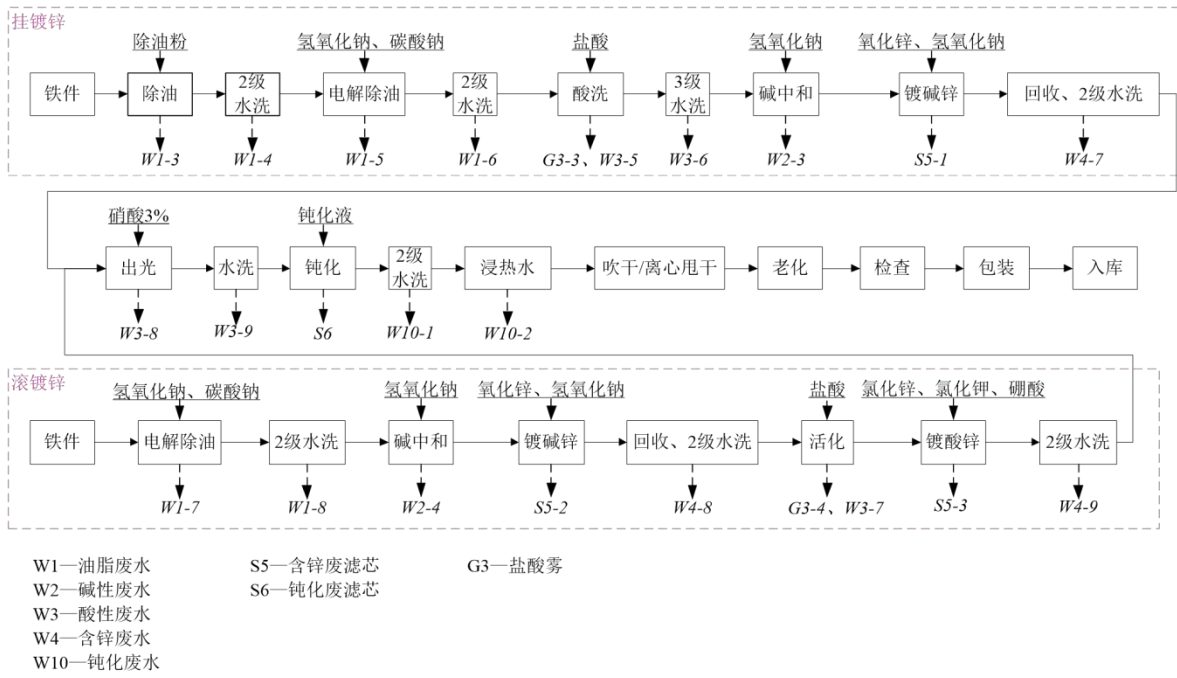 挂镀锌
除油粉 氢氧化钠、碳酸钠 盐酸 氢氧化钠 氧化锌、氢氧化钠
铁件 除油 2级水洗 电解除油 2级水洗 酸洗 3级水洗 碱中和 镀碱锌 回收、2级水洗
W1-3 W1-4 W1-5 W1-6 G3-3、W3-5 W3-6 W2-3 S5-1 W4-7
硝酸3% 钝化液
出光 水洗 钝化 2级水洗 浸热水 吹干/离心甩干 老化 检查 包装 入库
W3-8 W3-9 S6 W10-1 W10-2
滚镀锌
氢氧化钠、碳酸钠 氢氧化钠 氧化锌、氢氧化钠 盐酸 氯化锌、氯化钾、硼酸
铁件 电解除油 2级水洗 碱中和 镀碱锌 回收、2级水洗 活化 镀酸锌 2级水洗
W1-7 W1-8 W2-4 S5-2 W4-8 G3-4、W3-7 S5-3 W4-9
W1—油脂废水 S5—含锌废滤芯 G3—盐酸雾
W2—碱性废水 S6—钝化废滤芯
W3—酸性废水
W4—含锌废水
W10—钝化废水